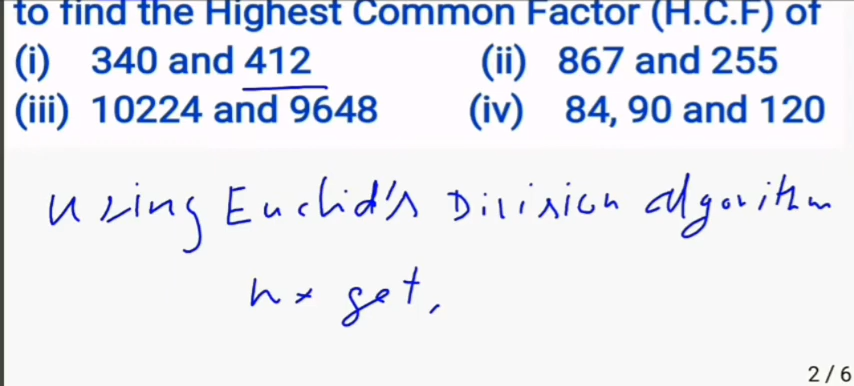 to find the Highest Common Factor (H.C.F) of
(i) 340 and 412 (ii) 867 and 255
(iii) 10224 and 9648 (iv) 84, 90 and 120
using Euclid's Division algorithm
we get,
2/6